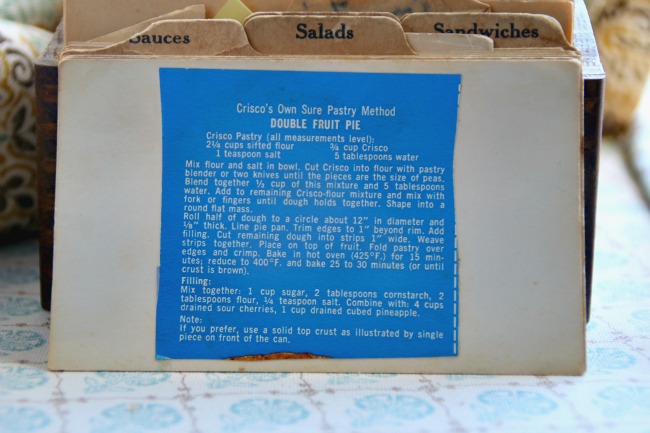 Sauces
Salads
Sandwiches
Crisco's Own Sure Pastry Method
DOUBLE FRUIT PIE
Crisco Pastry (all measurements level):
2¼ cups sifted flour ¾ cup Crisco
1 teaspoon salt 5 tablespoons water
Mix flour and salt in bowl. Cut Crisco into flour with pastry
blender or two knives until the pieces are the size of peas.
Blend together ⅓ cup of this mixture and 5 tablespoons
water. Add to remaining Crisco-flour mixture and mix with
fork or fingers until dough holds together. Shape into a
round flat mass.
Roll half of dough to a circle about 12" in diameter and
⅛" thick. Line pie pan. Trim edges to 1" beyond rim. Add
filling. Cut remaining dough into strips 1" wide. Weave
strips together. Place on top of fruit. Fold pastry over
edges and crimp. Bake in hot oven (425°F.) for 15 min-
utes; reduce to 400°F. and bake 25 to 30 minutes (or until
crust is brown).
Filling:
Mix together: 1 cup sugar, 2 tablespoons cornstarch, 2
tablespoons flour, ¼ teaspoon salt. Combine with: 4 cups
drained sour cherries, 1 cup drained cubed pineapple.
Note:
If you prefer, use a solid top crust as illustrated by single
piece on front of the can.